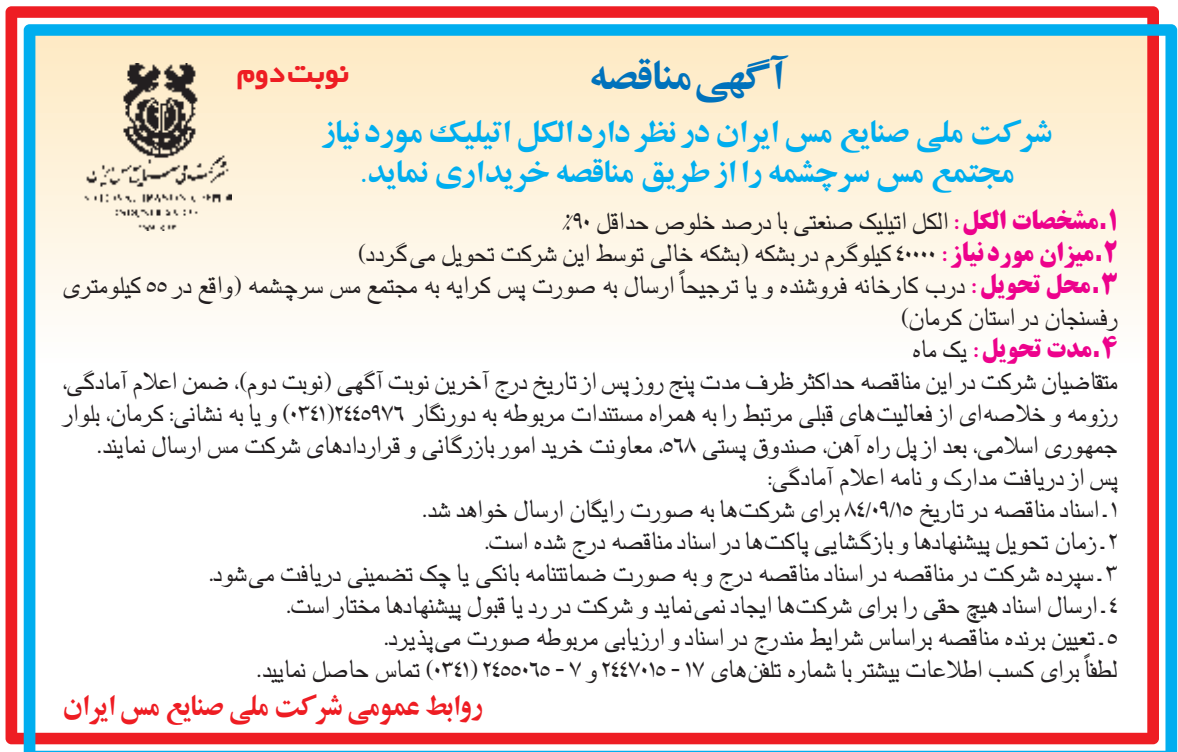 آگهی مناقصه
نوبت دوم
شرکت ملی صنایع مس ایران در نظر دارد الکل اتیلیک مورد نیاز
مجتمع مس سرچشمه را از طریق مناقصه خریداری نماید.
شرکت ملی صنایع مس ایران
۱.مشخصات الکل: الکل اتیلیک صنعتی با درصد خلوص حداقل ۹۰٪
۲.میزان مورد نیاز: ۴۰۰۰۰ کیلوگرم در بشکه (بشکه خالی توسط این شرکت تحویل می‌گردد)
۳.محل تحویل: درب کارخانه فروشنده و یا ترجیحاً ارسال به صورت پس کرایه به مجتمع مس سرچشمه (واقع در ۵۵ کیلومتری
رفسنجان در استان کرمان)
۴.مدت تحویل: یک ماه
متقاضیان شرکت در این مناقصه حداکثر ظرف مدت پنج روز پس از تاریخ درج آخرین نوبت آگهی (نوبت دوم)، ضمن اعلام آمادگی،
رزومه و خلاصه‌ای از فعالیت‌های قبلی مرتبط را به همراه مستندات مربوطه به دورنگار ۲۴۴۵۹۷۶(۰۳۴۱) و یا به نشانی: کرمان، بلوار
جمهوری اسلامی، بعد از پل راه آهن، صندوق پستی ۵۶۸، معاونت خرید امور بازرگانی و قراردادهای شرکت مس ارسال نمایند.
پس از دریافت مدارک و نامه اعلام آمادگی:
۱ـ اسناد مناقصه در تاریخ ۸۴/۰۹/۱۵ برای شرکت‌ها به صورت رایگان ارسال خواهد شد.
۲ـ زمان تحویل پیشنهادها و بازگشایی پاکت‌ها در اسناد مناقصه درج شده است.
۳ـ سپرده شرکت در مناقصه در اسناد مناقصه درج و به صورت ضمانتنامه بانکی یا چک تضمینی دریافت می‌شود.
۴ـ ارسال اسناد هیچ حقی را برای شرکت‌ها ایجاد نمی‌نماید و شرکت در رد یا قبول پیشنهادها مختار است.
۵ـ تعیین برنده مناقصه براساس شرایط مندرج در اسناد و ارزیابی مربوطه صورت می‌پذیرد.
لطفاً برای کسب اطلاعات بیشتر با شماره تلفن‌های ۱۷ - ۲۴۴۷۰۱۵ و ۷ - ۲۴۵۵۰۶۵ (۰۳۴۱) تماس حاصل نمایید.
روابط عمومی شرکت ملی صنایع مس ایران